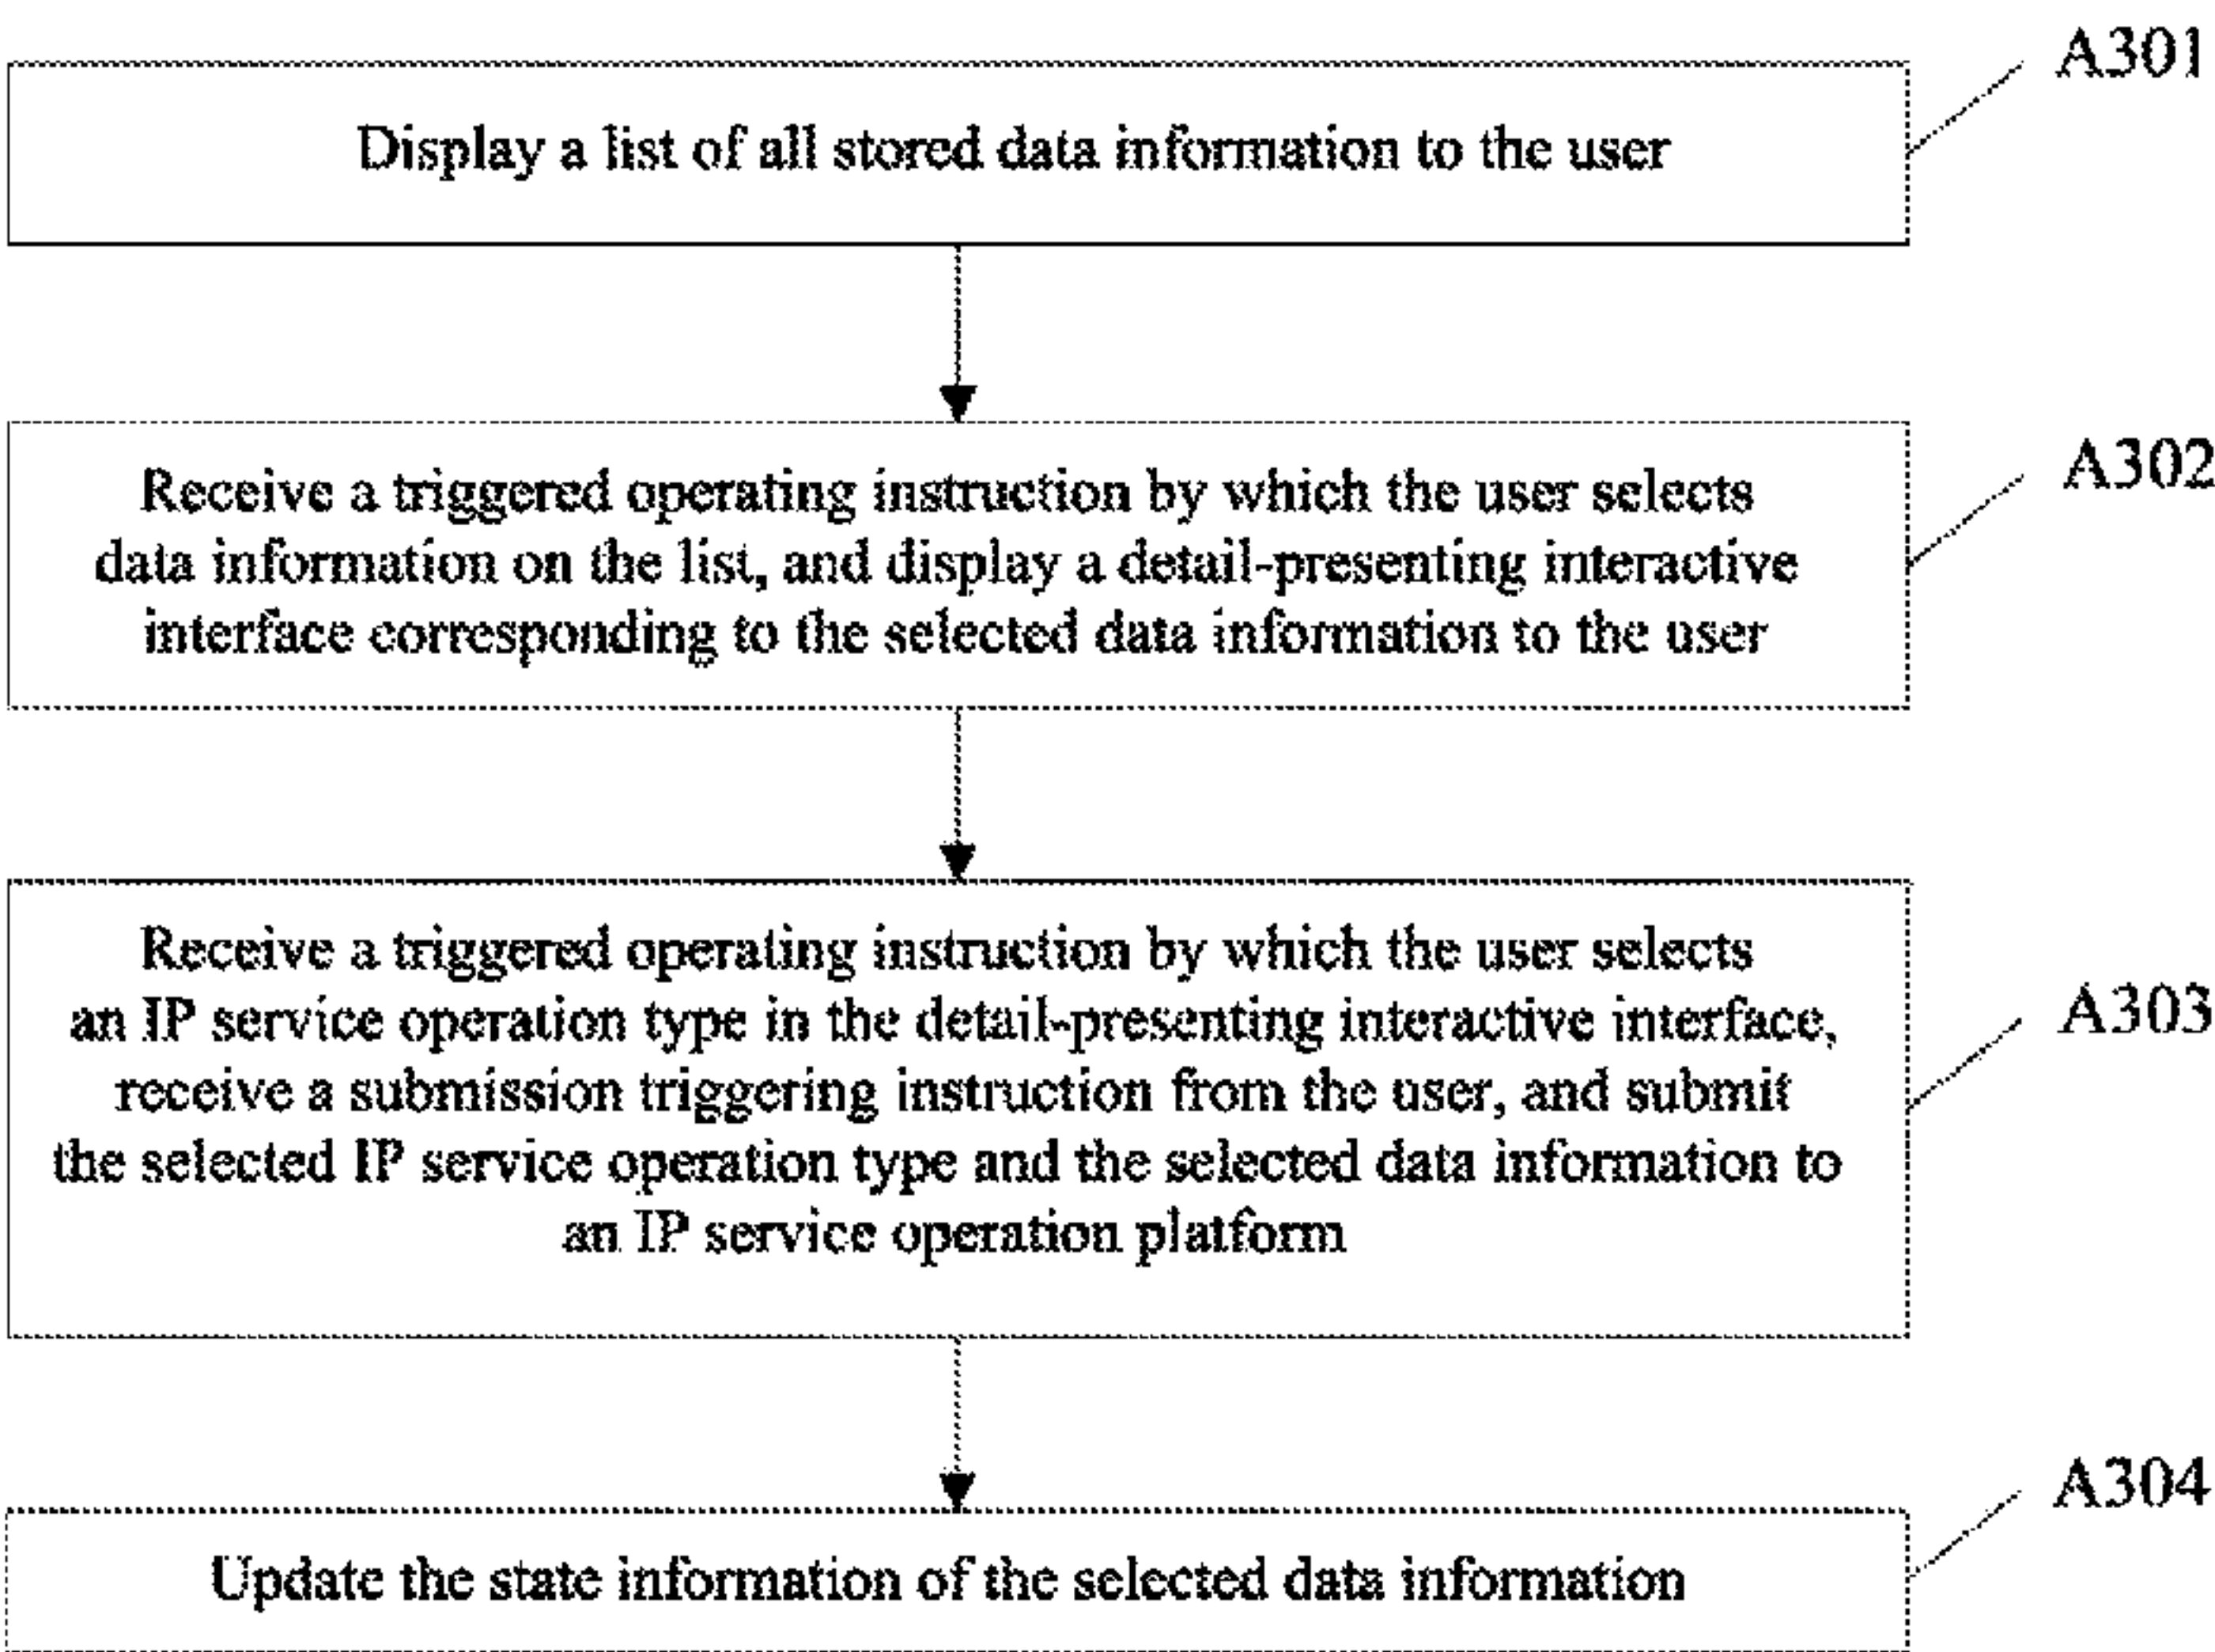 A301
Display a list of all stored data information to the user
A302
Receive a triggered operating instruction by which the user selects
data information on the list, and display a detail-presenting interactive
interface corresponding to the selected data information to the user
Receive a triggered operating instruction by which the user selects
an IP service operation type in the detail-presenting interactive interface,
A303
receive a submission triggering instruction from the user, and submit
the selected IP service operation type and the selected data information to
an IP service operation platform
A304
Update the state information of the selected data information